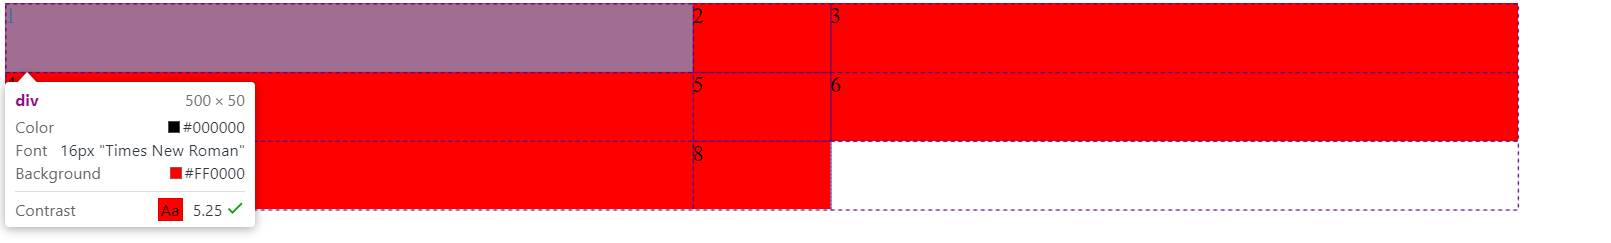 1 2 3
5 6
div 500 × 50
Color #000000
Font 16px "Times New Roman"
8
Background #FF0000
Contrast Aa 5.25